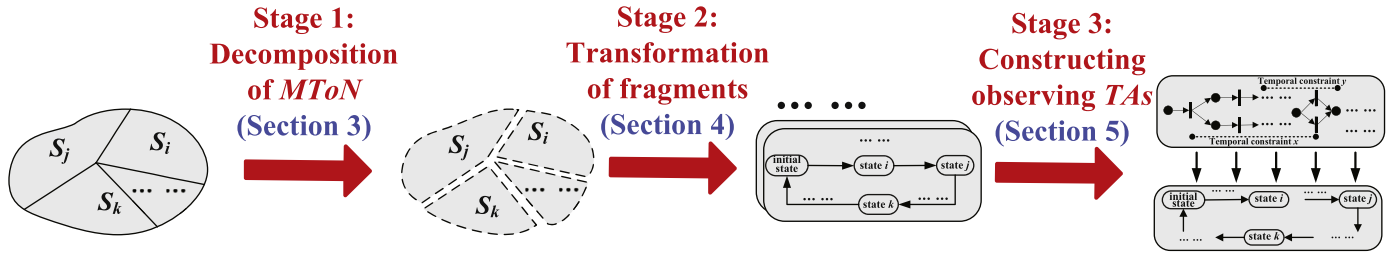 Stage 1:
Decomposition
of MToN
(Section 3)
Stage 2:
Transformation
of fragments
(Section 4)
Stage 3:
Constructing
observing TAs
(Section 5)
Sj
Si
Sk
... ...
Sj
Si
Sk
... ...
... ...
... ...
initial
state
state i
state j
... ...
state k
... ...
Temporal constraint y
... ...
... ...
... ...
... ...
Temporal constraint x
initial
state
... ...
state i
... ...
state j
... ...
state k
... ...